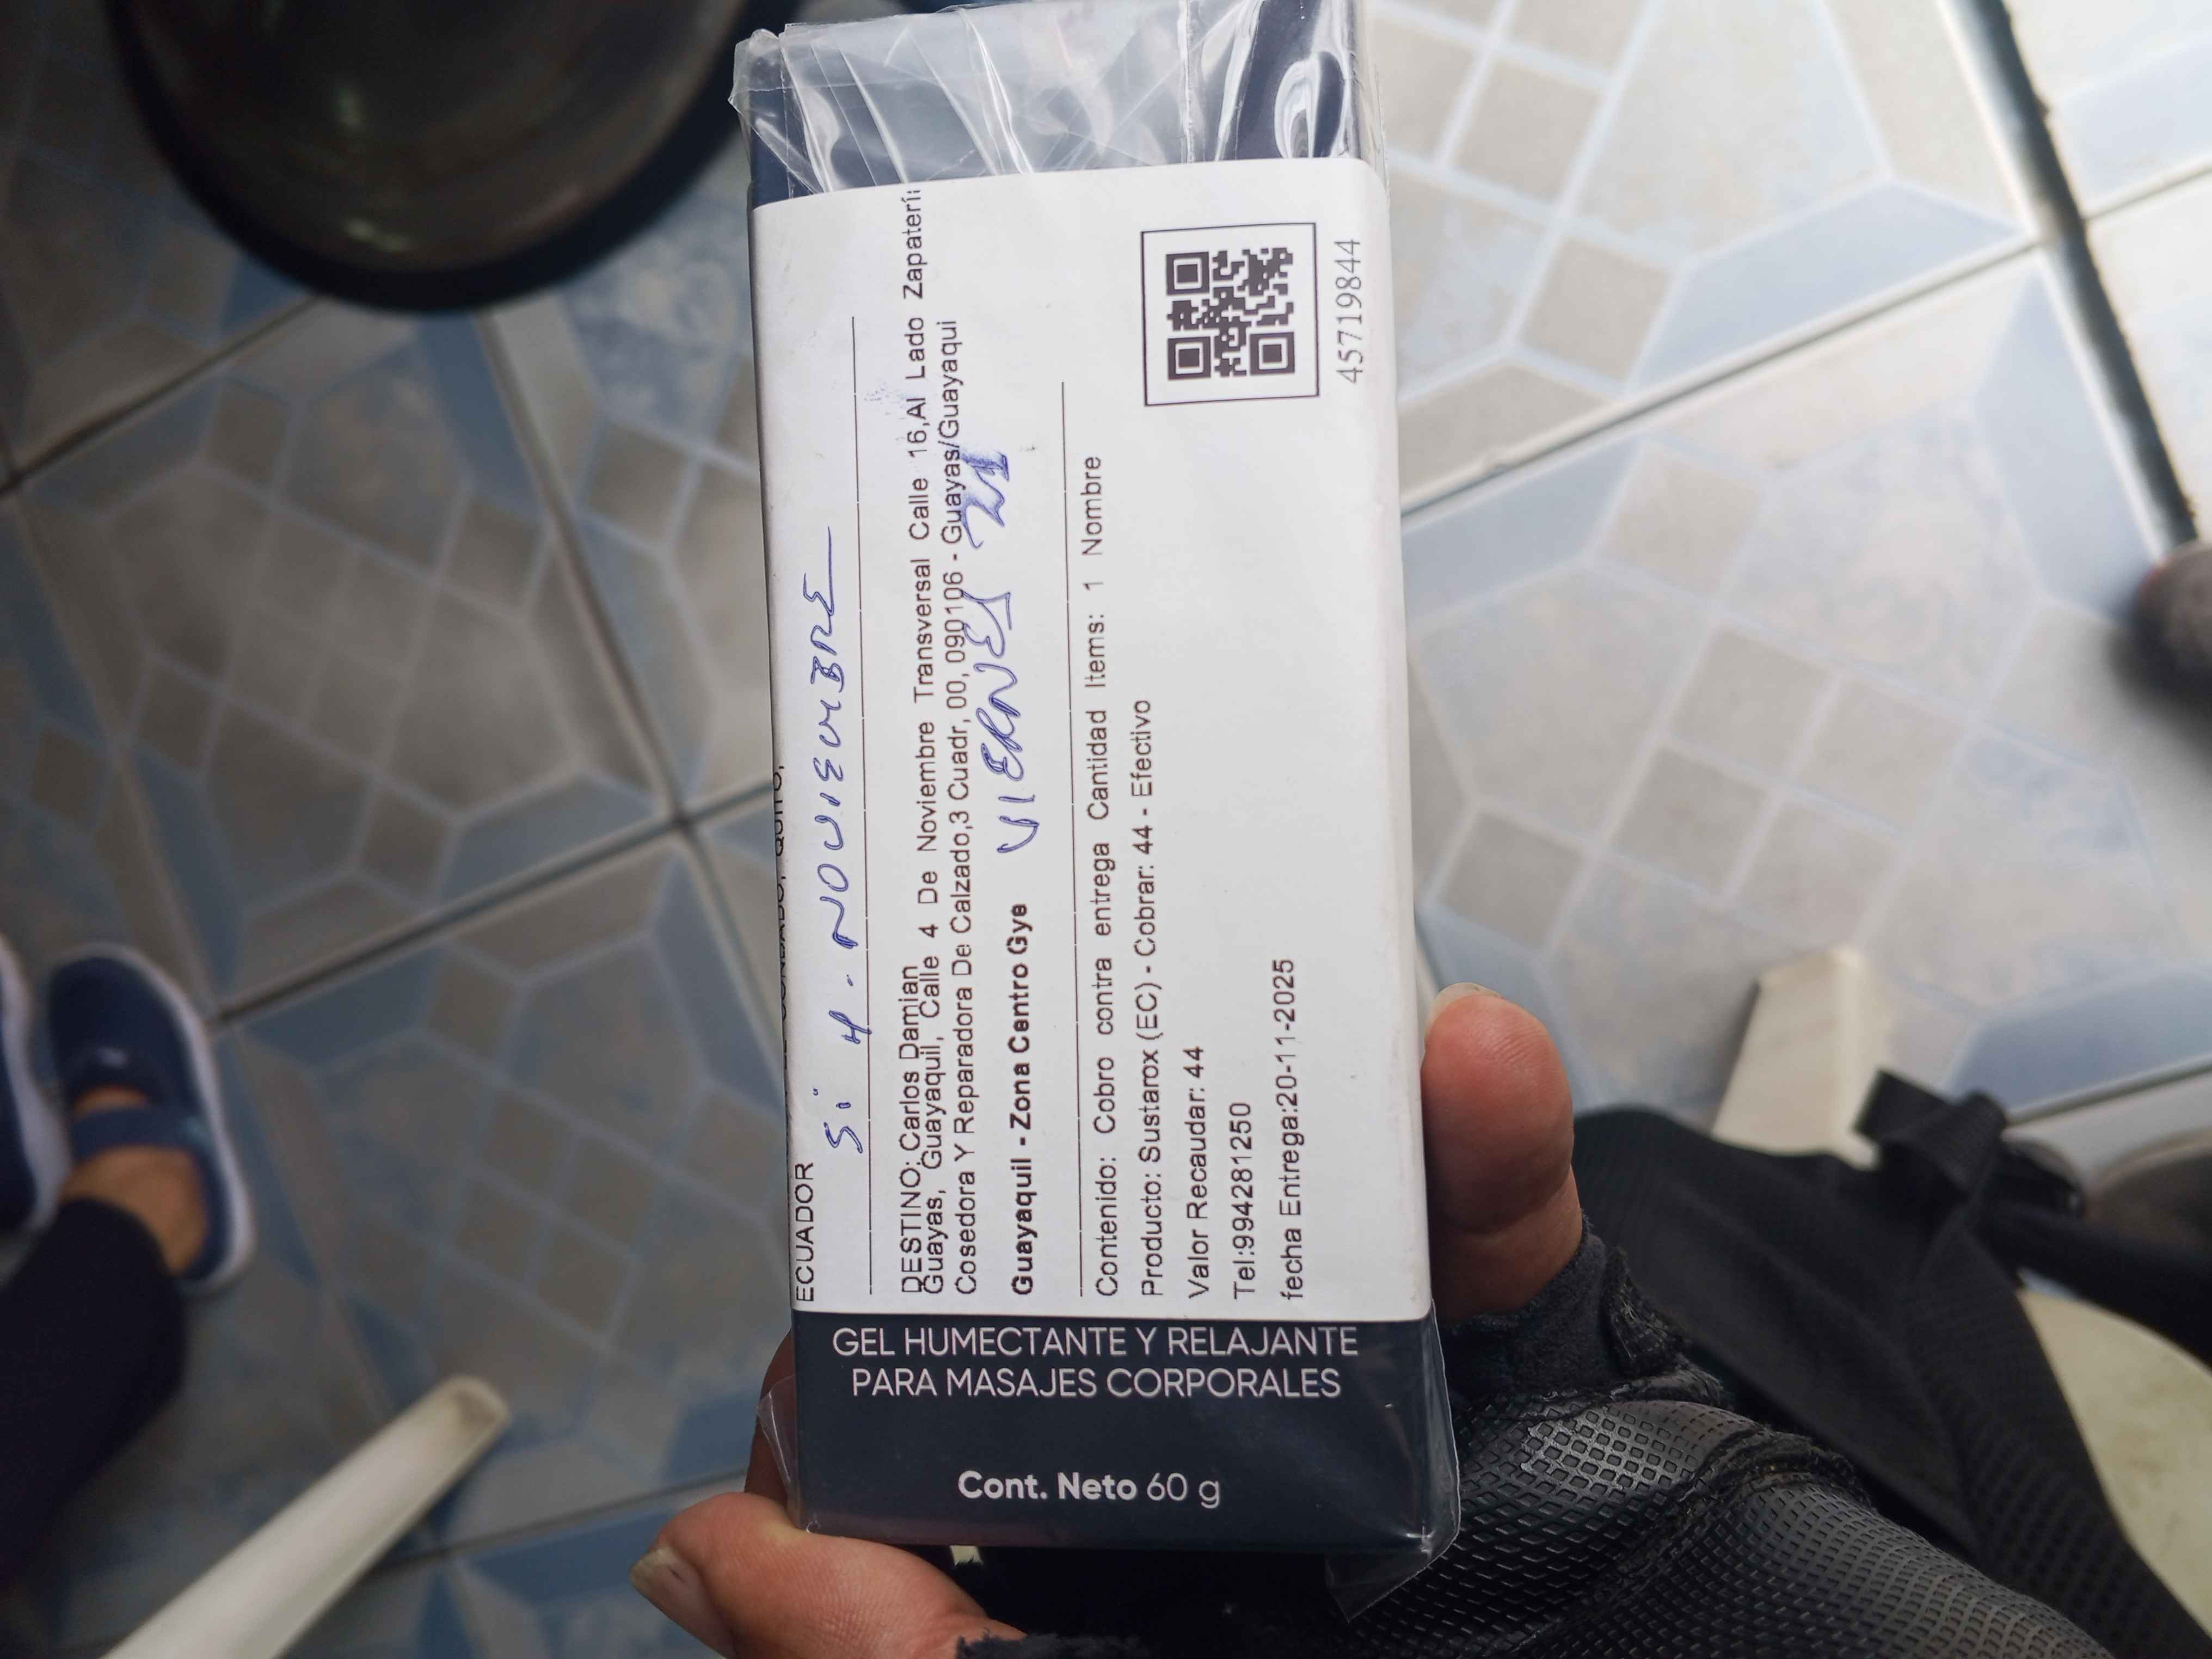 ECUADOR
S: 4. NOVIEMBRE
DESTINO: Carlos Damian
Guayas, Guayaquil, Calle 4 De Noviembre Transversal Calle 16,Al Lado Zapaterí
Cosedora Y Reparadora De Calzado,3 Cuadr, 00, 090106 - Guayas/Guayaqui
Guayaquil - Zona Centro Gye
VIERNES 21
Contenido: Cobro contra entrega Cantidad Items: 1 Nombre
Producto: Sustarox (EC) - Cobrar: 44 - Efectivo
Valor Recaudar: 44
Tel:994281250
fecha Entrega:20-11-2025
45719844
GEL HUMECTANTE Y RELAJANTE
PARA MASAJES CORPORALES
Cont. Neto 60 g